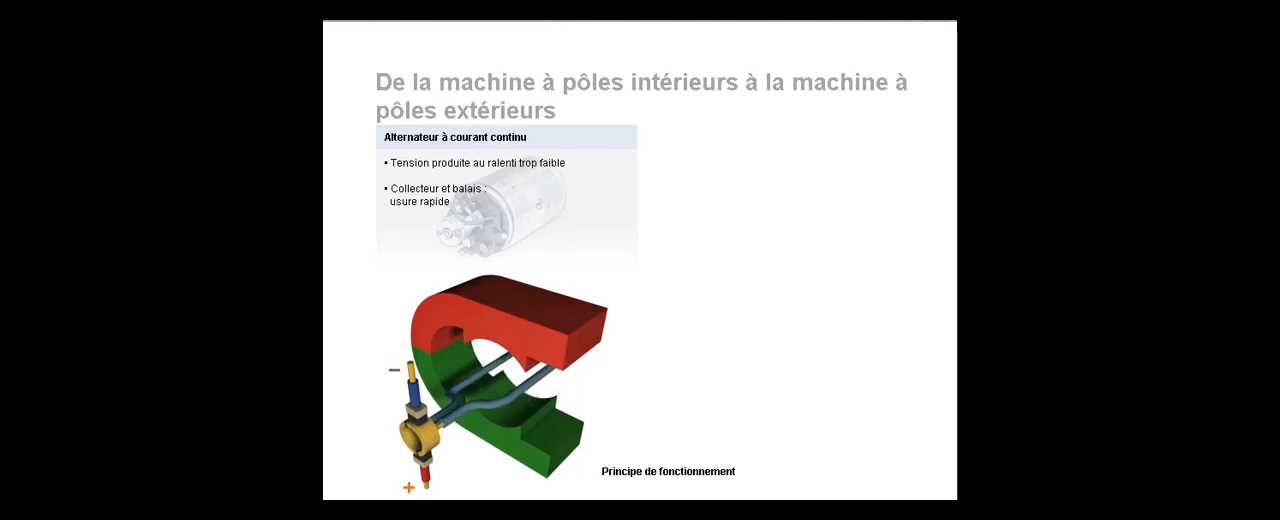 De la machine à pôles intérieurs à la machine à
pôles extérieurs
Alternateur à courant continu
▪ Tension produite au ralenti trop faible
▪ Collecteur et balais :
usure rapide
−
+
Principe de fonctionnement